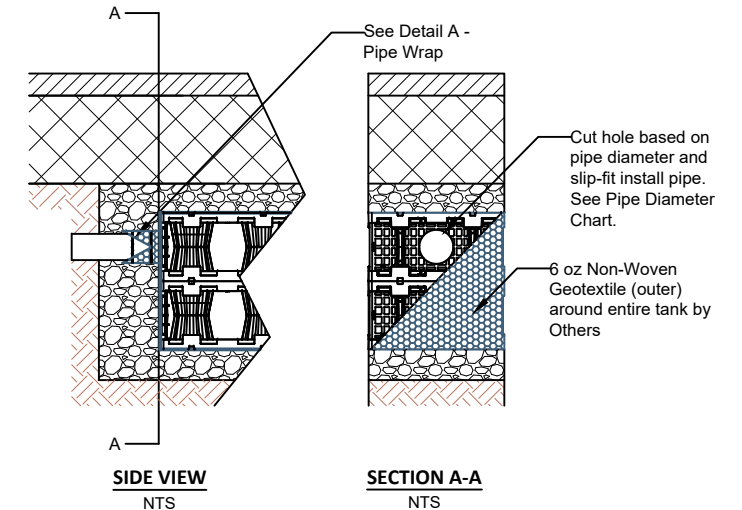 A
See Detail A -
Pipe Wrap
Cut hole based on
pipe diameter and
slip-fit install pipe.
See Pipe Diameter
Chart.
6 oz Non-Woven
Geotextile (outer)
around entire tank by
Others
A
SIDE VIEW
NTS
SECTION A-A
NTS